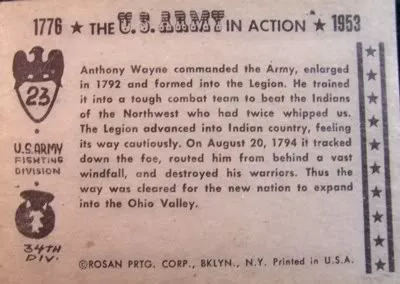 1776 ★ THE U.S. ARMY IN ACTION ★ 1953
23
U.S. ARMY
FIGHTING
DIVISION
34TH
DIV.
Anthony Wayne commanded the Army, enlarged
in 1792 and formed into the Legion. He trained
it into a tough combat team to beat the Indians
of the Northwest who had twice whipped us.
The Legion advanced into Indian country, feeling
its way cautiously. On August 20, 1794 it tracked
down the foe, routed him from behind a vast
windfall, and destroyed his warriors. Thus the
way was cleared for the new nation to expand
into the Ohio Valley.
©ROSAN PRTG. CORP., BKLYN., N.Y. Printed in U.S.A.